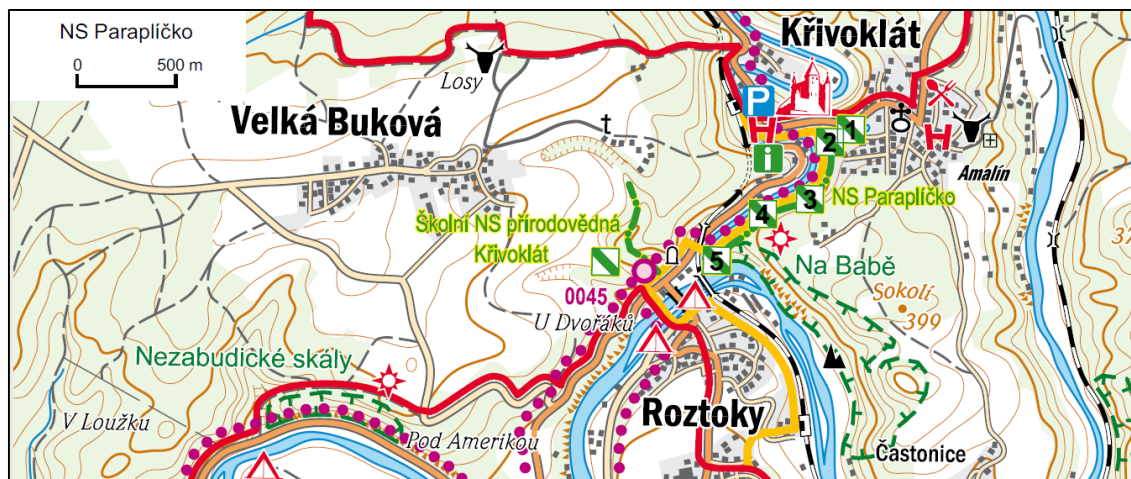 NS Paraplíčko
0 500 m
Křivoklát
Losy
P
Velká Buková
1
2
i
Amalín
3
NS Paraplíčko
4
Školní NS přírodovědná
Křivoklát
5
Na Babě
0045
Sokolí
399
U Dvořáků
Nezabudické skály
V Loužku
Pod Amerikou
Roztoky
Častonice